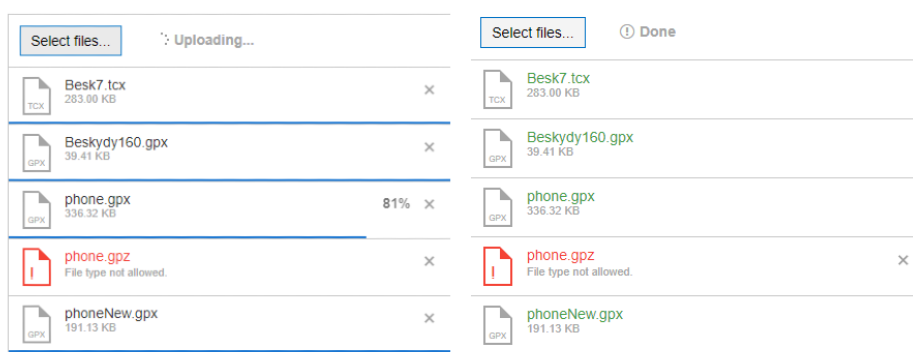 Select files...
Uploading...
Besk7.tcx
283.00 KB
TCX
Beskydy160.gpx
39.41 KB
GPX
phone.gpx
336.32 KB
81%
GPX
phone.gpz
File type not allowed.
phoneNew.gpx
191.13 KB
GPX
Select files...
Done
Besk7.tcx
283.00 KB
TCX
Beskydy160.gpx
39.41 KB
GPX
phone.gpx
336.32 KB
GPX
phone.gpz
File type not allowed.
phoneNew.gpx
191.13 KB
GPX